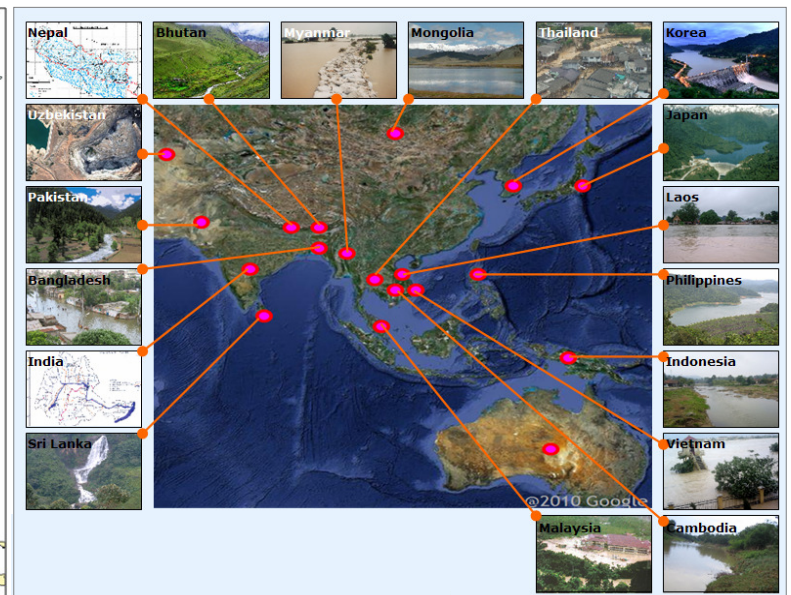 Nepal
Bhutan
Myanmar
Mongolia
Thailand
Korea
Uzbekistan
Japan
Pakistan
Laos
Bangladesh
Philippines
India
Indonesia
Sri Lanka
Vietnam
©2010 Google
Malaysia
Cambodia